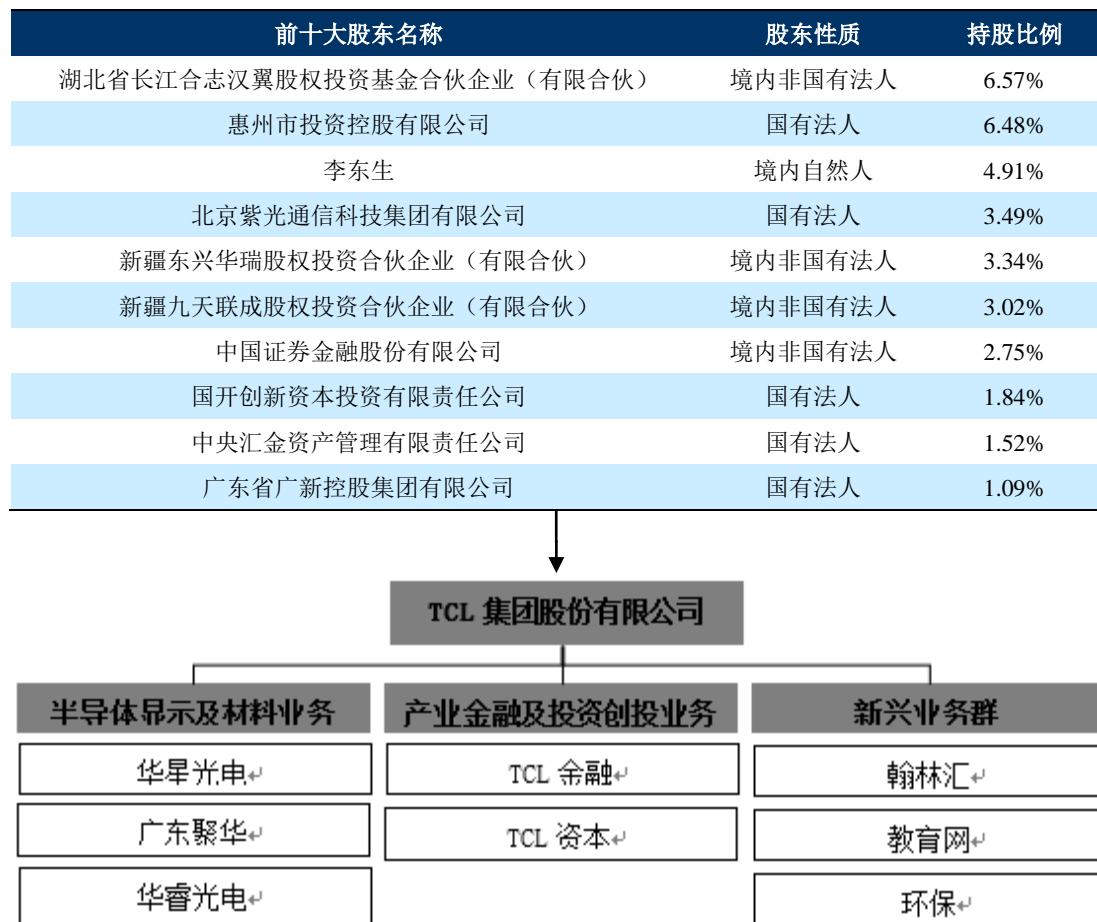 前十大股东名称 股东性质 持股比例
湖北省长江合志汉翼股权投资基金合伙企业（有限合伙） 境内非国有法人 6.57%
惠州市投资控股有限公司 国有法人 6.48%
李东生 境内自然人 4.91%
北京紫光通信科技集团有限公司 国有法人 3.49%
新疆东兴华瑞股权投资合伙企业（有限合伙） 境内非国有法人 3.34%
新疆九天联成股权投资合伙企业（有限合伙） 境内非国有法人 3.02%
中国证券金融股份有限公司 境内非国有法人 2.75%
国开创新资本投资有限责任公司 国有法人 1.84%
中央汇金资产管理有限责任公司 国有法人 1.52%
广东省广新控股集团有限公司 国有法人 1.09%
TCL 集团股份有限公司
半导体显示及材料业务 产业金融及投资创投业务 新兴业务群
华星光电↵ TCL 金融↵ 翰林汇↵
广东聚华↵ TCL 资本↵ 教育网↵
华睿光电↵ 环保↵